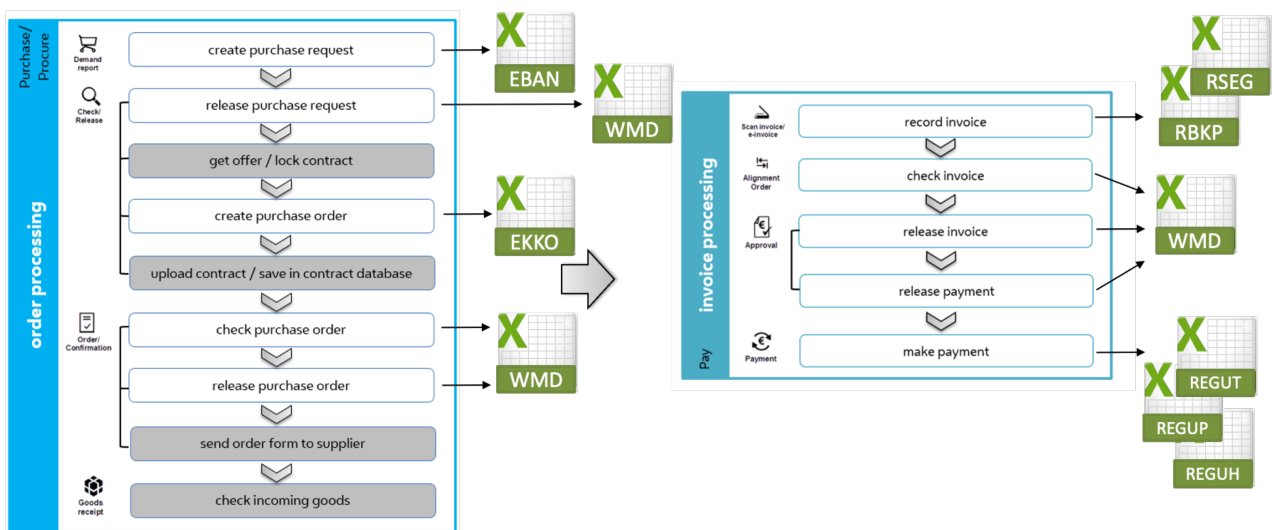 Purchase/
Procure
order processing
Demand
report
create purchase request
X
EBAN
Check/
Release
release purchase request
X
WMD
get offer / lock contract
create purchase order
X
EKKO
upload contract / save in contract database
Order/
Confirmation
check purchase order
X
WMD
release purchase order
send order form to supplier
Goods
receipt
check incoming goods
invoice processing
Pay
Scan invoice/
e-invoice
record invoice
X
RSEG
X
RBKP
Alignment
Order
check invoice
X
WMD
Approval
release invoice
release payment
Payment
make payment
X
REGUT
X
REGUP
REGUH